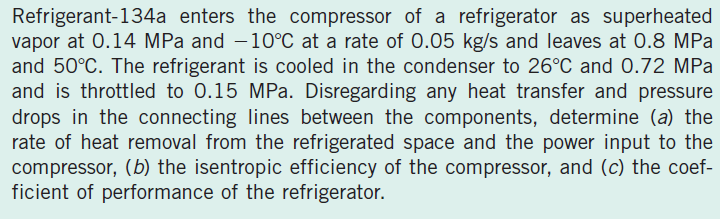 Refrigerant-134a enters the compressor of a refrigerator as superheated
vapor at 0.14 MPa and −10°C at a rate of 0.05 kg/s and leaves at 0.8 MPa
and 50°C. The refrigerant is cooled in the condenser to 26°C and 0.72 MPa
and is throttled to 0.15 MPa. Disregarding any heat transfer and pressure
drops in the connecting lines between the components, determine (a) the
rate of heat removal from the refrigerated space and the power input to the
compressor, (b) the isentropic efficiency of the compressor, and (c) the coef-
ficient of performance of the refrigerator.